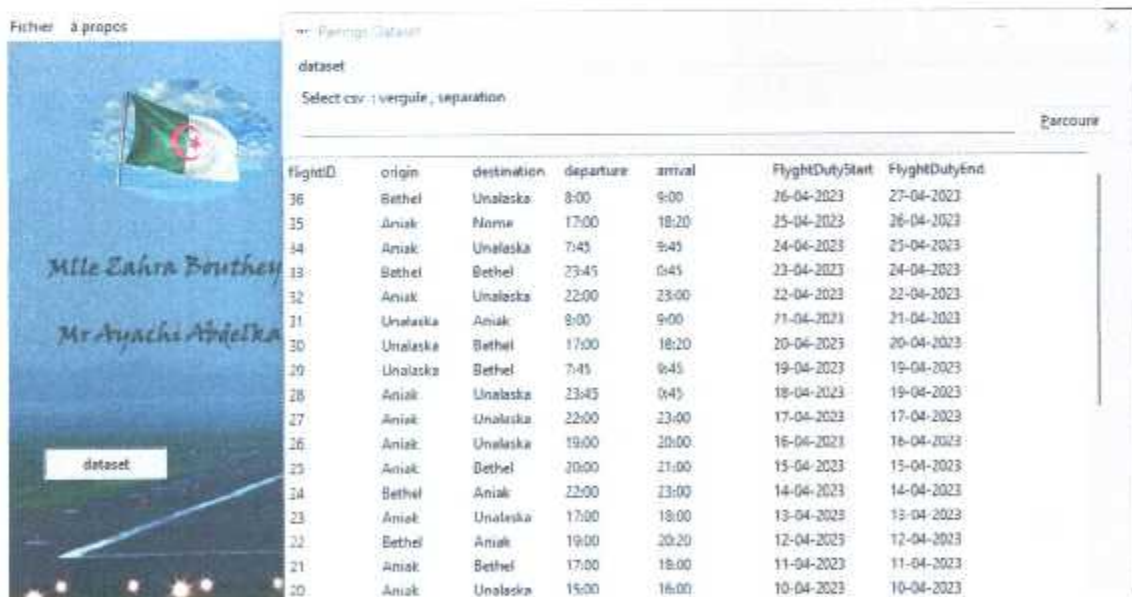 Fichier à propos
Pairings Dataset
dataset
Select csv : vergule , separation
Parcourir
flightID origin destination departure arrival FlyghtDutyStart FlyghtDutyEnd
36 Bethel Unalaska 8:00 9:00 26-04-2023 27-04-2023
35 Aniak Nome 17:00 18:20 25-04-2023 26-04-2023
34 Aniak Unalaska 7:45 9:45 24-04-2023 25-04-2023
33 Bethel Bethel 23:45 0:45 23-04-2023 24-04-2023
32 Aniak Unalaska 22:00 23:00 22-04-2023 22-04-2023
31 Unalaska Aniak 8:00 9:00 21-04-2023 21-04-2023
30 Unalaska Bethel 17:00 18:20 20-04-2023 20-04-2023
29 Unalaska Bethel 7:45 9:45 19-04-2023 19-04-2023
28 Aniak Unalaska 23:45 0:45 18-04-2023 19-04-2023
27 Aniak Unalaska 22:00 23:00 17-04-2023 17-04-2023
26 Aniak Unalaska 19:00 20:00 16-04-2023 16-04-2023
25 Aniak Bethel 20:00 21:00 15-04-2023 15-04-2023
24 Bethel Aniak 22:00 23:00 14-04-2023 14-04-2023
23 Aniak Unalaska 17:00 18:00 13-04-2023 13-04-2023
22 Bethel Aniak 19:00 20:20 12-04-2023 12-04-2023
21 Aniak Bethel 17:00 18:00 11-04-2023 11-04-2023
20 Aniak Unalaska 15:00 16:00 10-04-2023 10-04-2023
Mlle Zahra Bouthey
Mr Ayachi Abdelka
dataset